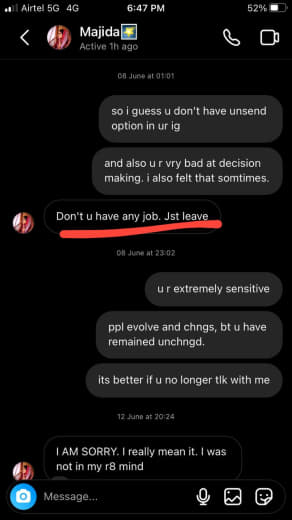 Airtel 5G 4G 6:47 PM 52%
Majida
Active 1h ago
08 June at 01:01
so i guess u don't have unsend
option in ur ig
and also u r vry bad at decision
making. i also felt that somtimes.
Don't u have any job. Jst leave
08 June at 23:02
u r extremely sensitive
ppl evolve and chngs, bt u have
remained unchngd.
its better if u no longer tlk with me
12 June at 20:24
I AM SORRY. I really mean it. I was
not in my r8 mind
Message...